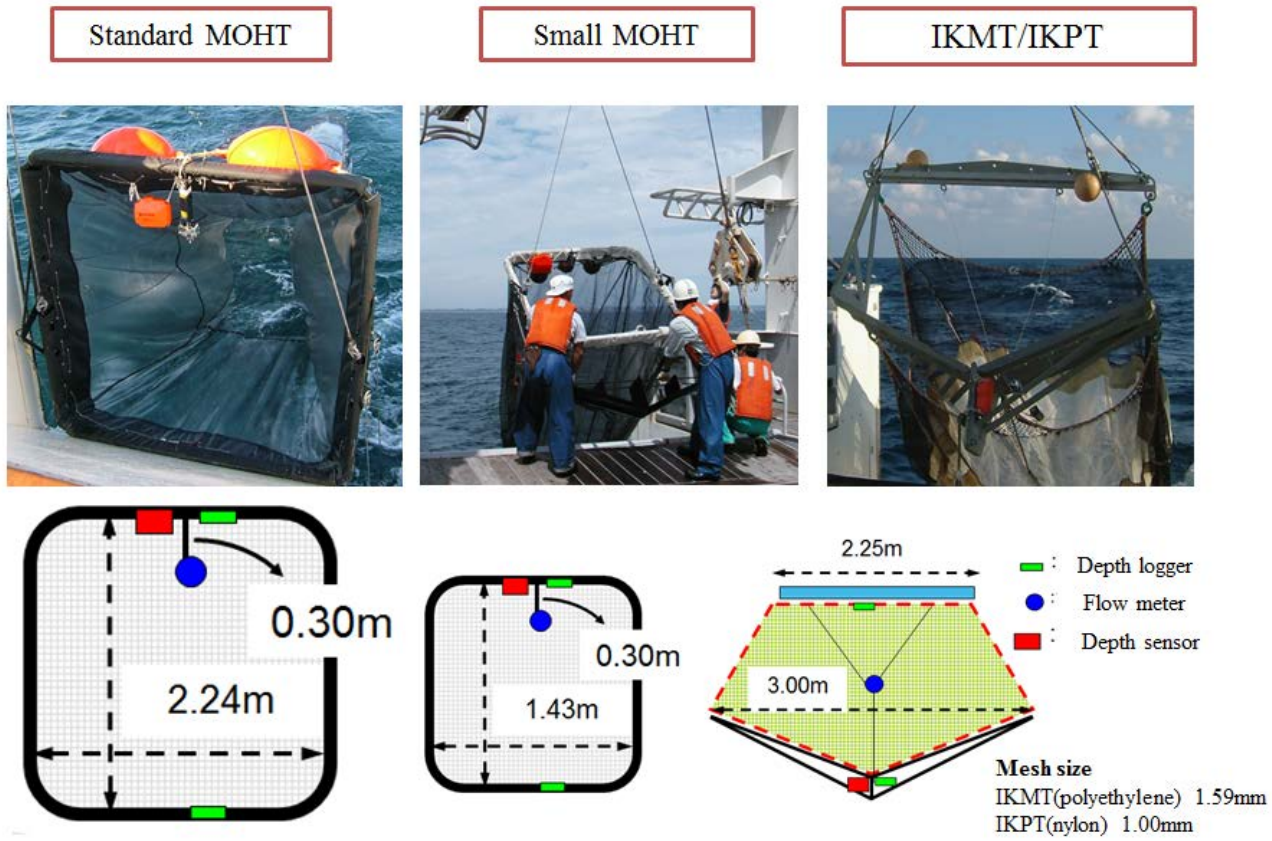 Standard MOHT
Small MOHT
IKMT/IKPT
0.30m
2.24m
0.30m
1.43m
2.25m
3.00m
: Depth logger
: Flow meter
: Depth sensor
Mesh size
IKMT(polyethylene) 1.59mm
IKPT(nylon) 1.00mm